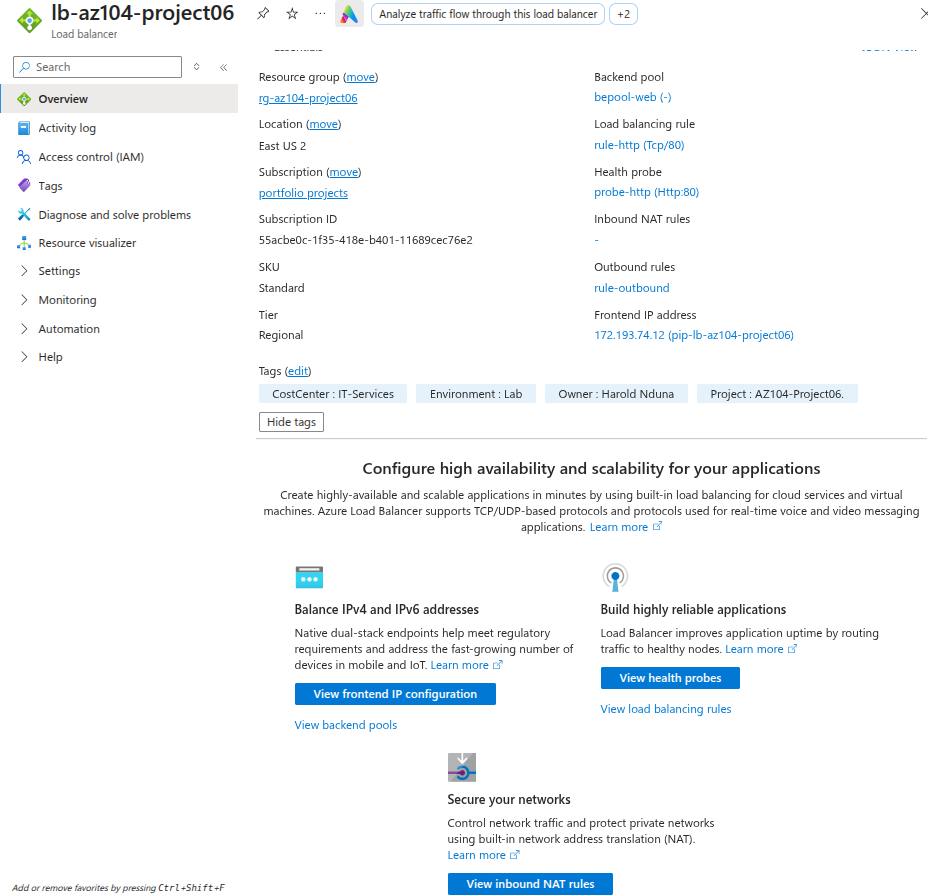 lb-az104-project06
Load balancer
Analyze traffic flow through this load balancer
+2
Search
Overview
Activity log
Access control (IAM)
Tags
Diagnose and solve problems
Resource visualizer
Settings
Monitoring
Automation
Help
Add or remove favorites by pressing Ctrl+Shift+F
Essentials
JSON View
Resource group (move)
rg-az104-project06
Location (move)
East US 2
Subscription (move)
portfolio projects
Subscription ID
55acbe0c-1f35-418e-b401-11689cec76e2
SKU
Standard
Tier
Regional
Backend pool
bepool-web (-)
Load balancing rule
rule-http (Tcp/80)
Health probe
probe-http (Http:80)
Inbound NAT rules
-
Outbound rules
rule-outbound
Frontend IP address
172.193.74.12 (pip-lb-az104-project06)
Tags (edit)
CostCenter : IT-Services
Environment : Lab
Owner : Harold Nduna
Project : AZ104-Project06.
Hide tags
Configure high availability and scalability for your applications
Create highly-available and scalable applications in minutes by using built-in load balancing for cloud services and virtual
machines. Azure Load Balancer supports TCP/UDP-based protocols and protocols used for real-time voice and video messaging
applications. Learn more
Balance IPv4 and IPv6 addresses
Native dual-stack endpoints help meet regulatory
requirements and address the fast-growing number of
devices in mobile and IoT. Learn more
View frontend IP configuration
View backend pools
Build highly reliable applications
Load Balancer improves application uptime by routing
traffic to healthy nodes. Learn more
View health probes
View load balancing rules
Secure your networks
Control network traffic and protect private networks
using built-in network address translation (NAT).
Learn more
View inbound NAT rules